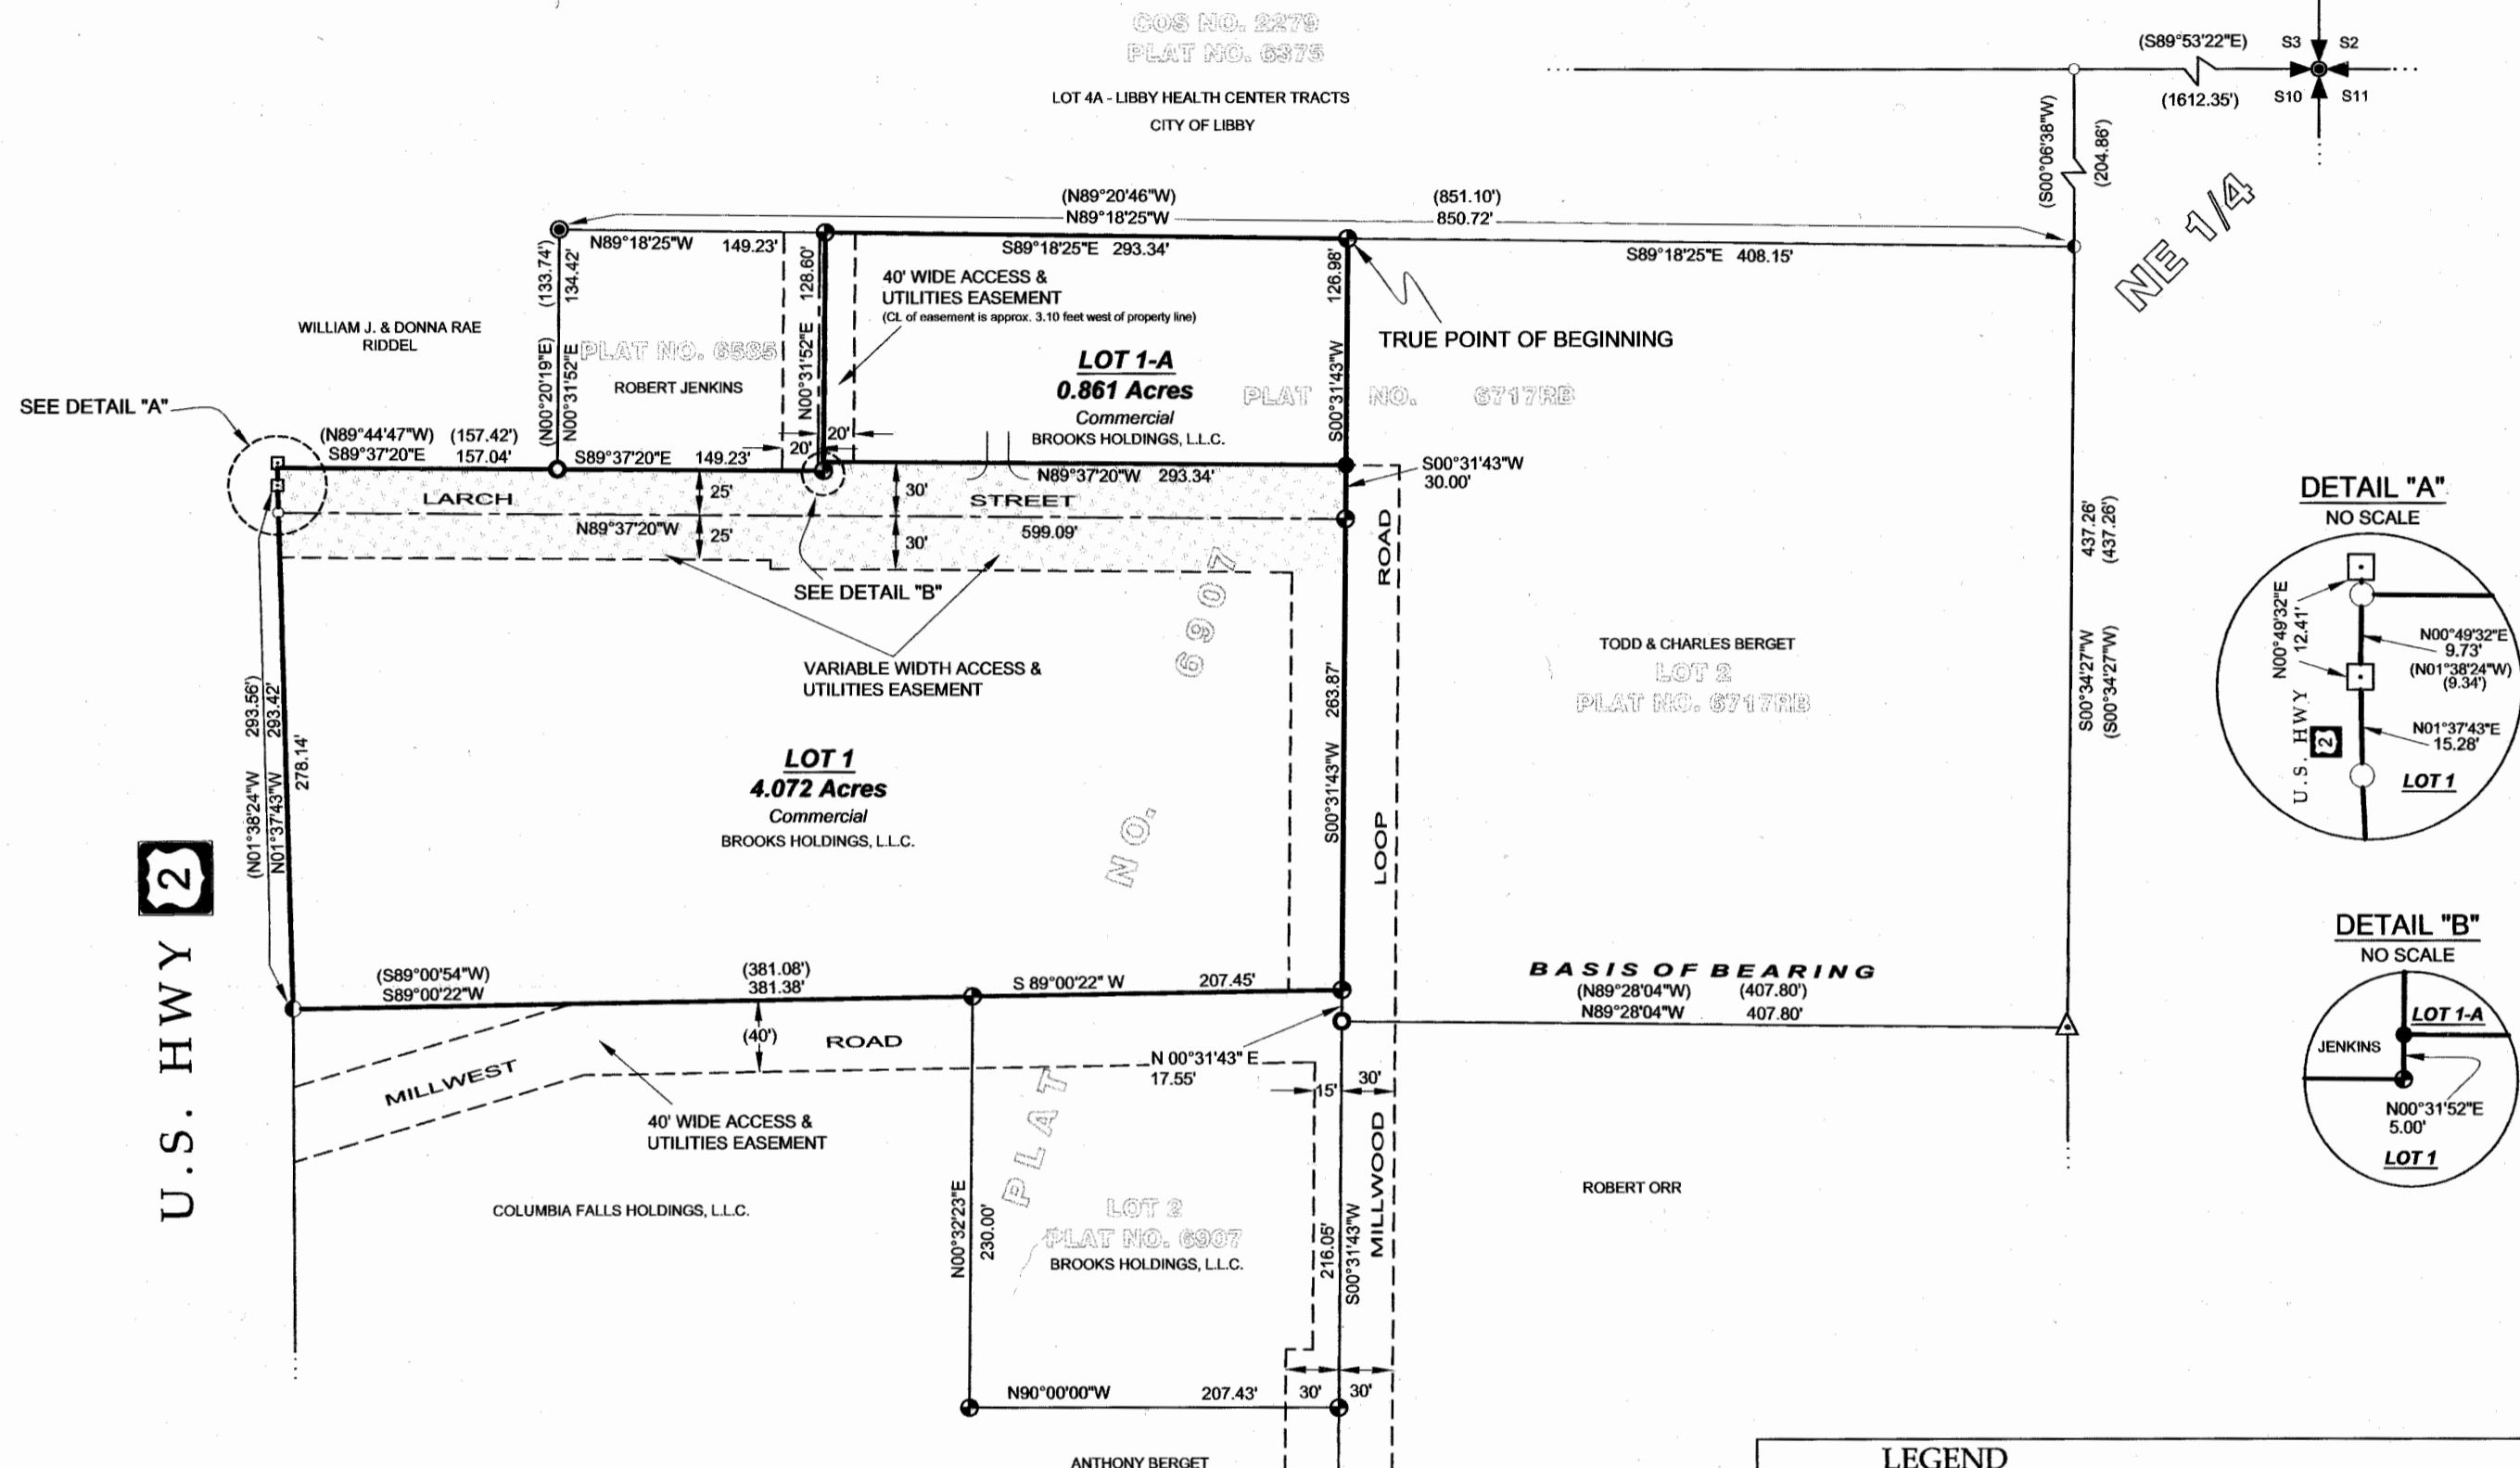 COS NO. 2279
PLAT NO. 6375
LOT 4A - LIBBY HEALTH CENTER TRACTS
CITY OF LIBBY
(S89°53'22"E)
S3
S2
(1612.35')
S10
S11
(S00°06'38"W)
(204.86')
NE 1/4
(N89°20'46"W)
(851.10')
N89°18'25"W
850.72'
N89°18'25"W 149.23'
S89°18'25"E 293.34'
S89°18'25"E 408.15'
(N00°20'19"E) (133.74')
N00°31'52"E 134.42'
N00°31'52"E 128.60'
40' WIDE ACCESS &
UTILITIES EASEMENT
(CL of easement is approx. 3.10 feet west of property line)
S00°31'43"W 126.98'
TRUE POINT OF BEGINNING
WILLIAM J. & DONNA RAE
RIDDEL
PLAT NO. 6585
ROBERT JENKINS
LOT 1-A
0.861 Acres
Commercial
BROOKS HOLDINGS, L.L.C.
PLAT NO. 6717RB
SEE DETAIL "A"
(N89°44'47"W) (157.42')
S89°37'20"E 157.04'
S89°37'20"E 149.23'
20'
20'
N89°37'20"W 293.34'
S00°31'43"W
30.00'
LARCH
STREET
25'
30'
N89°37'20"W
25'
30'
599.09'
SEE DETAIL "B"
VARIABLE WIDTH ACCESS &
UTILITIES EASEMENT
PLAT NO. 6907
ROAD
LOOP
MILLWOOD
TODD & CHARLES BERGET
LOT 2
PLAT NO. 6717RB
437.26'
(437.26')
S00°34'27"W
(S00°34'27"W)
(N01°38'24"W 293.56')
N01°37'43"W 293.42'
278.14'
S00°31'43"W 263.87'
LOT 1
4.072 Acres
Commercial
BROOKS HOLDINGS, L.L.C.
U.S. HWY 2
(S89°00'54"W)
S89°00'22"W
(381.08')
381.38'
S 89°00'22" W 207.45'
BASIS OF BEARING
(N89°28'04"W) (407.80')
N89°28'04"W 407.80'
(40')
ROAD
MILLWEST
N 00°31'43" E
17.55'
15'
30'
40' WIDE ACCESS &
UTILITIES EASEMENT
COLUMBIA FALLS HOLDINGS, L.L.C.
N00°32'23"E
230.00'
LOT 2
PLAT NO. 6907
BROOKS HOLDINGS, L.L.C.
216.05'
S00°31'43"W
ROBERT ORR
N90°00'00"W 207.43'
30'
30'
ANTHONY BERGET
DETAIL "A"
NO SCALE
N00°49'32"E
12.41'
N00°49'32"E
9.73'
(N01°38'24"W)
(9.34')
N01°37'43"E
15.28'
U.S. HWY 2
LOT 1
DETAIL "B"
NO SCALE
LOT 1-A
JENKINS
N00°31'52"E
5.00'
LOT 1
LEGEND